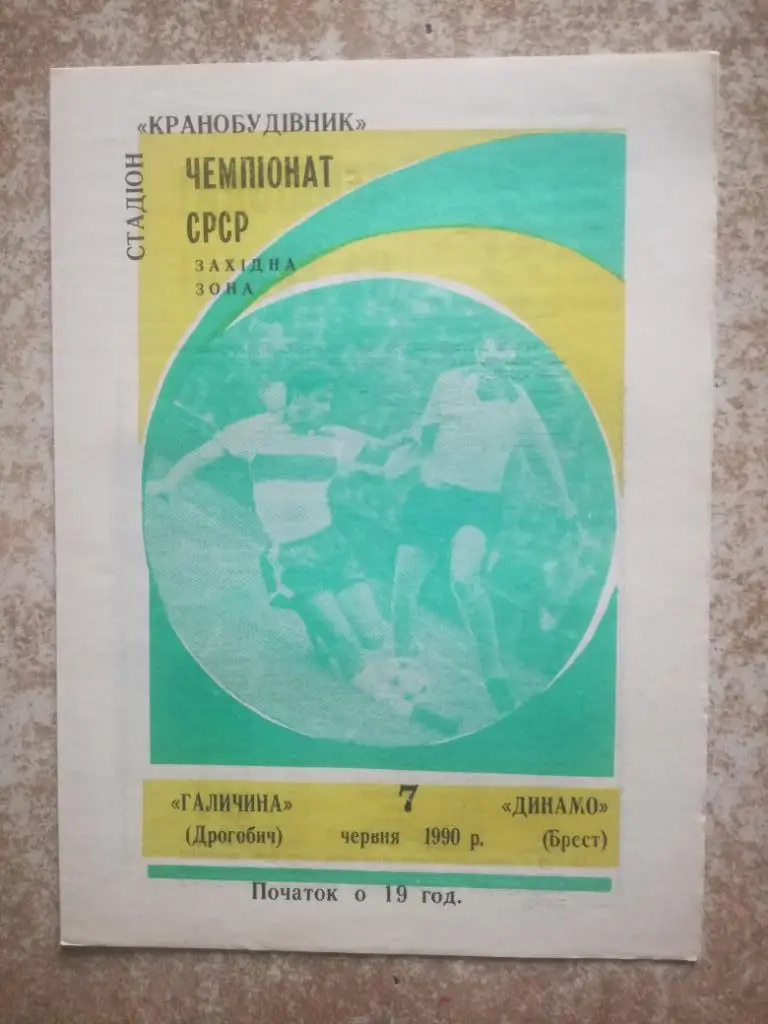 «КРАНОБУДІВНИК»
СТАДІОН
ЧЕМПІОНАТ
СРСР
ЗАХІДНА
ЗОНА
«ГАЛИЧИНА» 7 «ДИНАМО»
(Дрогобич) червня 1990 р. (Брест)
Початок о 19 год.